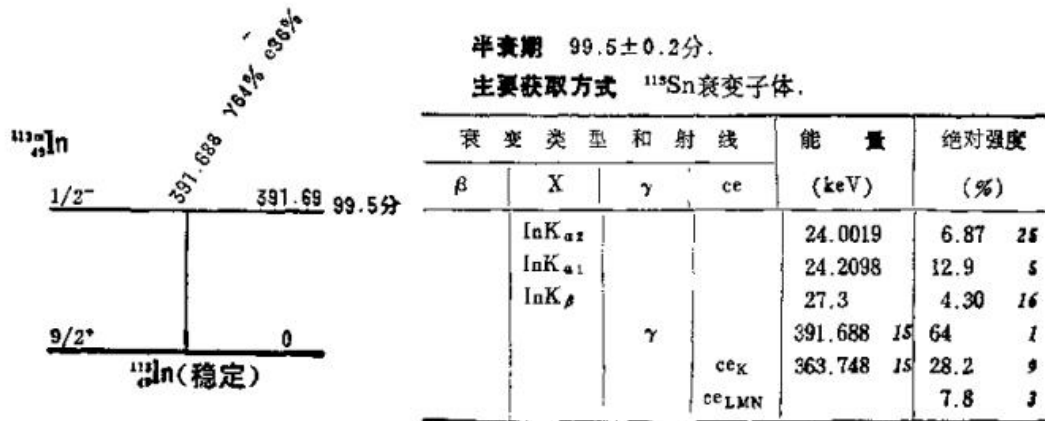 391.688 γ64% e36%
¹¹³ᵐ₄₉In
1/2⁻ 391.69 99.5分
9/2⁺ 0
¹¹³₄₉In(稳定)
半衰期 99.5±0.2分.
主要获取方式 ¹¹³Sn衰变子体.
衰变类型和射线 能量 绝对强度
β X γ ce (keV) (%)
InKα2 24.0019 6.87 25
InKα1 24.2098 12.9 5
InKβ 27.3 4.30 16
γ 391.688 15 64 1
ceK 363.748 15 28.2 9
ceLMN 7.8 3